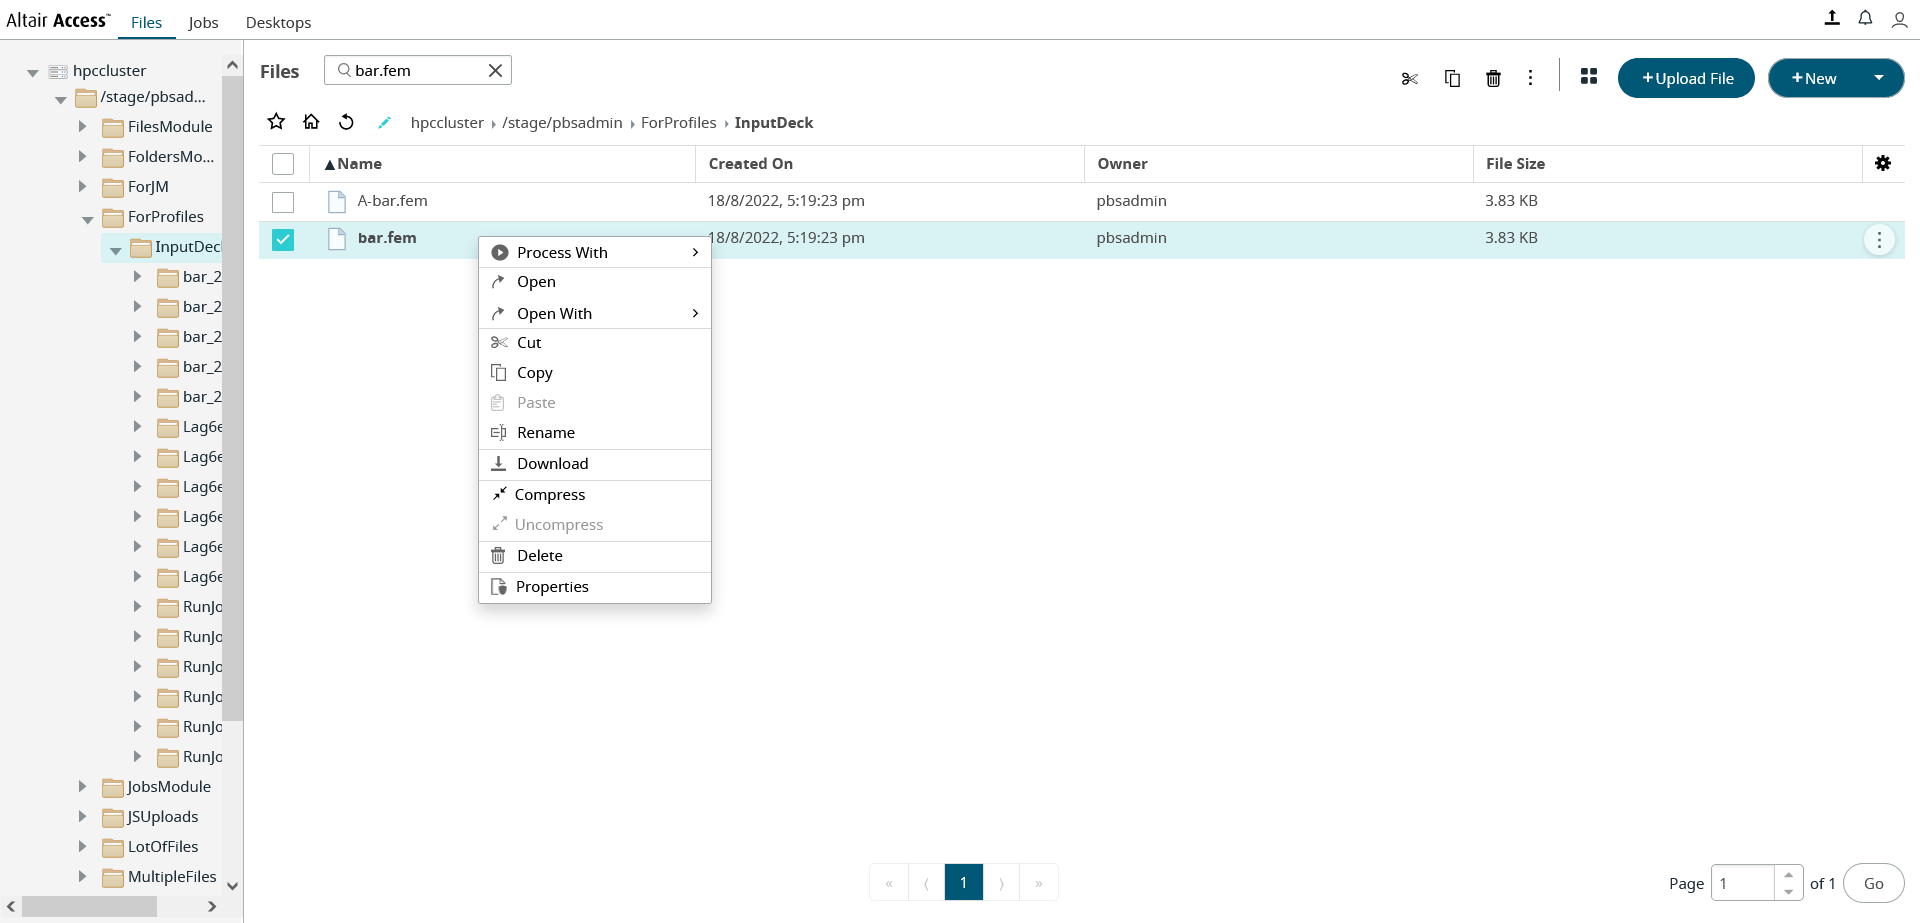 Altair Access™ Files Jobs Desktops
hpccluster
/stage/pbsad...
FilesModule
FoldersMo...
ForJM
ForProfiles
InputDec
bar_2
bar_2
bar_2
bar_2
bar_2
Lag6e
Lag6e
Lag6e
Lag6e
Lag6e
Lag6e
RunJo
RunJo
RunJo
RunJo
RunJo
RunJo
JobsModule
JSUploads
LotOfFiles
MultipleFiles
Files bar.fem
+Upload File +New
hpccluster › /stage/pbsadmin › ForProfiles › InputDeck
▲Name Created On Owner File Size
A-bar.fem 18/8/2022, 5:19:23 pm pbsadmin 3.83 KB
bar.fem 18/8/2022, 5:19:23 pm pbsadmin 3.83 KB
Process With
Open
Open With
Cut
Copy
Paste
Rename
Download
Compress
Uncompress
Delete
Properties
« ⟨ 1 ⟩ »
Page 1 of 1 Go